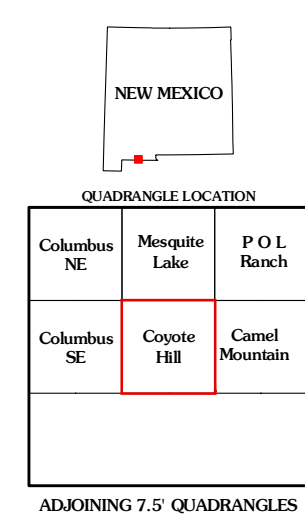 NEW MEXICO
QUADRANGLE LOCATION
Columbus
NE
Mesquite
Lake
P O L
Ranch
Columbus
SE
Coyote
Hill
Camel
Mountain
ADJOINING 7.5' QUADRANGLES